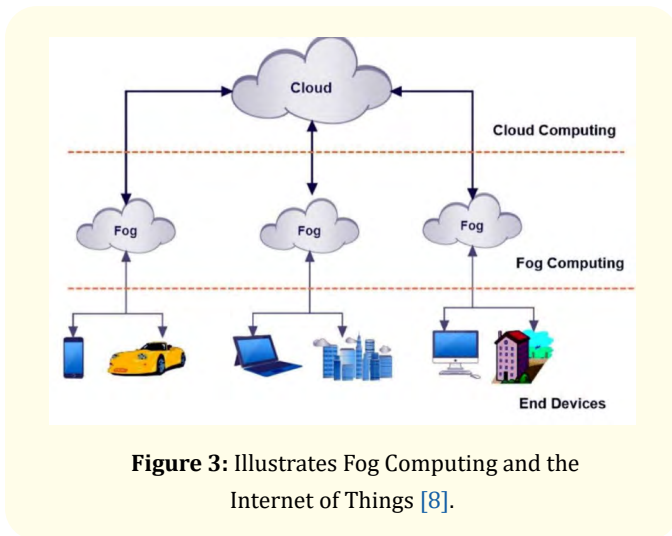 Cloud
Cloud Computing
Fog
Fog
Fog
Fog Computing
End Devices
Figure 3: Illustrates Fog Computing and the
Internet of Things [8].